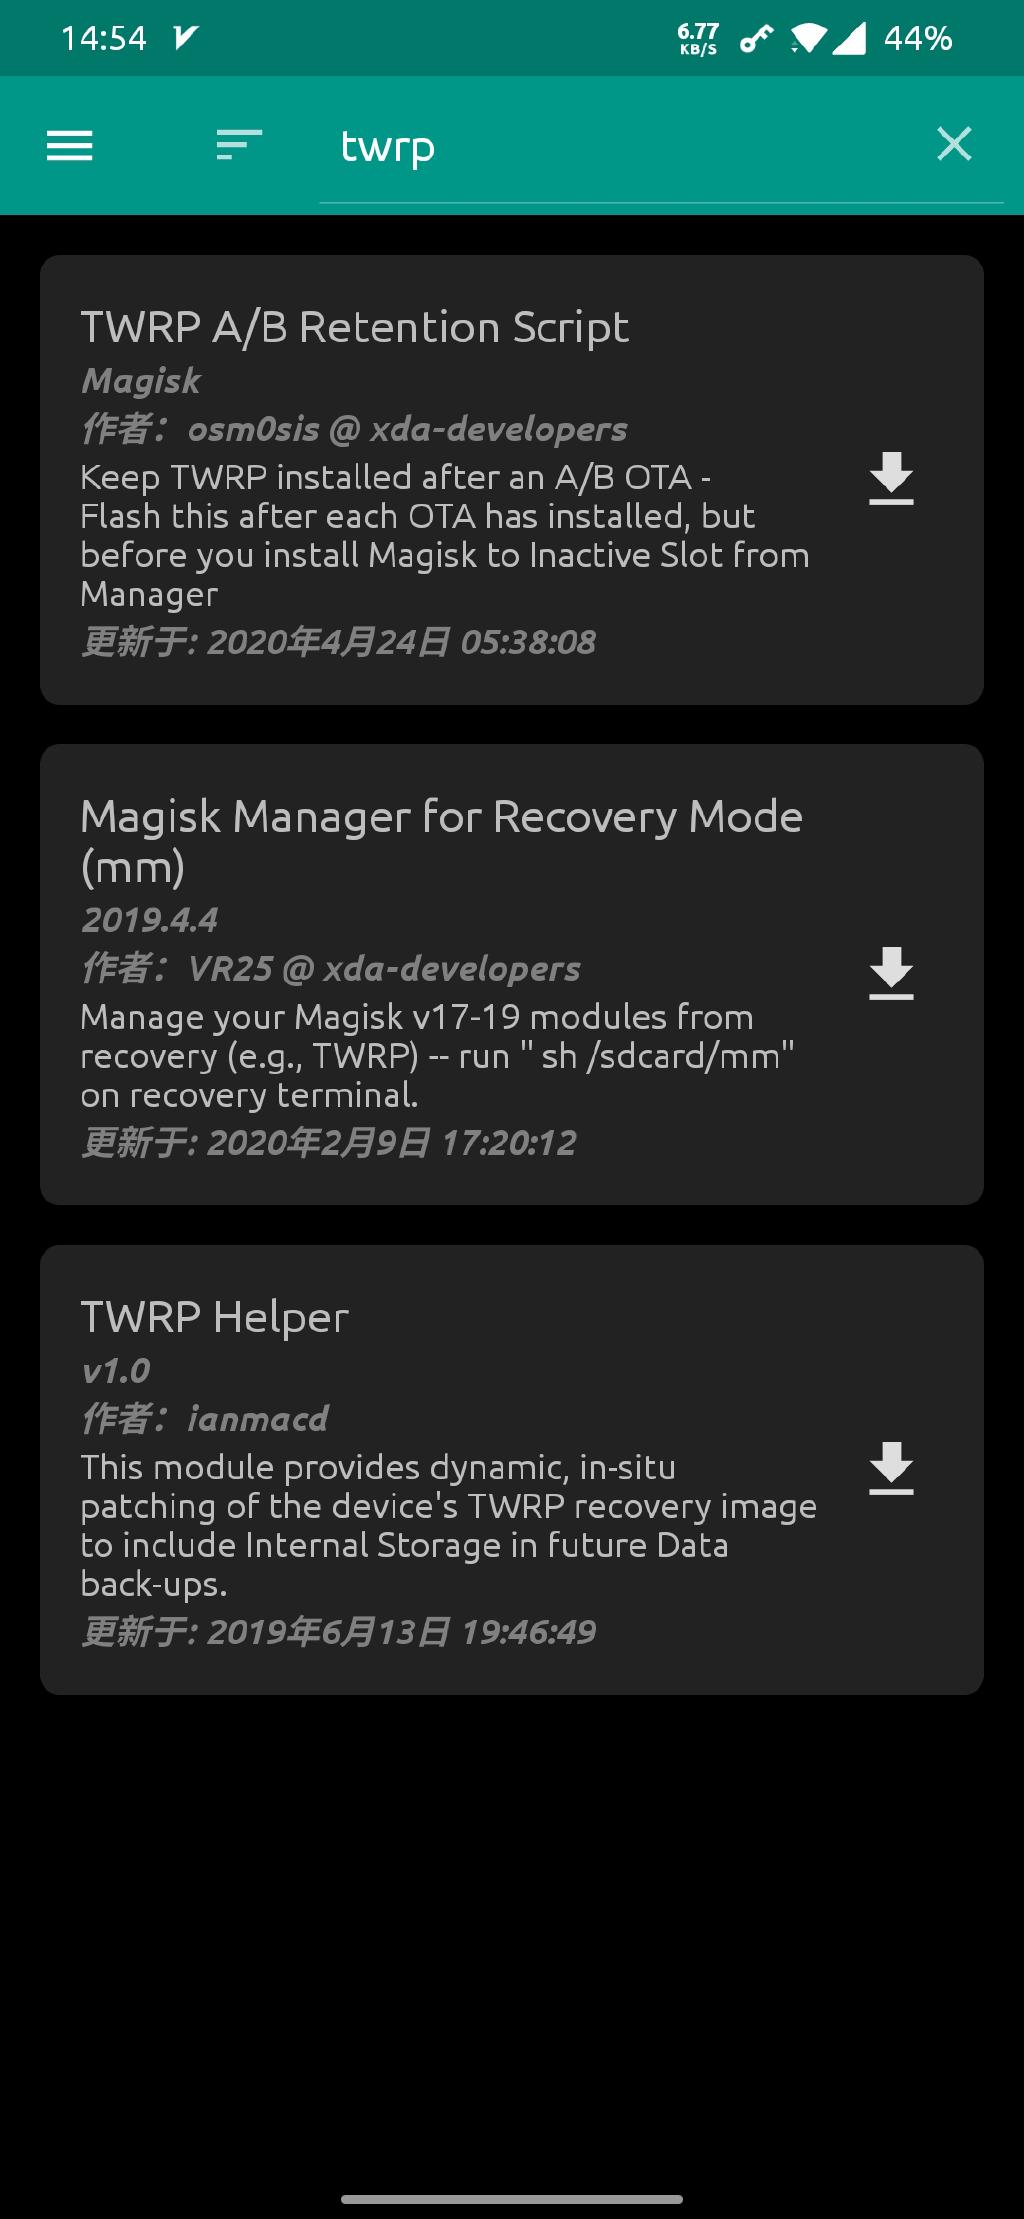 14:54
6.77
KB/S
44%
twrp
TWRP A/B Retention Script
Magisk
作者：osm0sis @ xda-developers
Keep TWRP installed after an A/B OTA -
Flash this after each OTA has installed, but
before you install Magisk to Inactive Slot from
Manager
更新于: 2020年4月24日 05:38:08
Magisk Manager for Recovery Mode
(mm)
2019.4.4
作者：VR25 @ xda-developers
Manage your Magisk v17-19 modules from
recovery (e.g., TWRP) -- run " sh /sdcard/mm"
on recovery terminal.
更新于: 2020年2月9日 17:20:12
TWRP Helper
v1.0
作者：ianmacd
This module provides dynamic, in-situ
patching of the device's TWRP recovery image
to include Internal Storage in future Data
back-ups.
更新于: 2019年6月13日 19:46:49